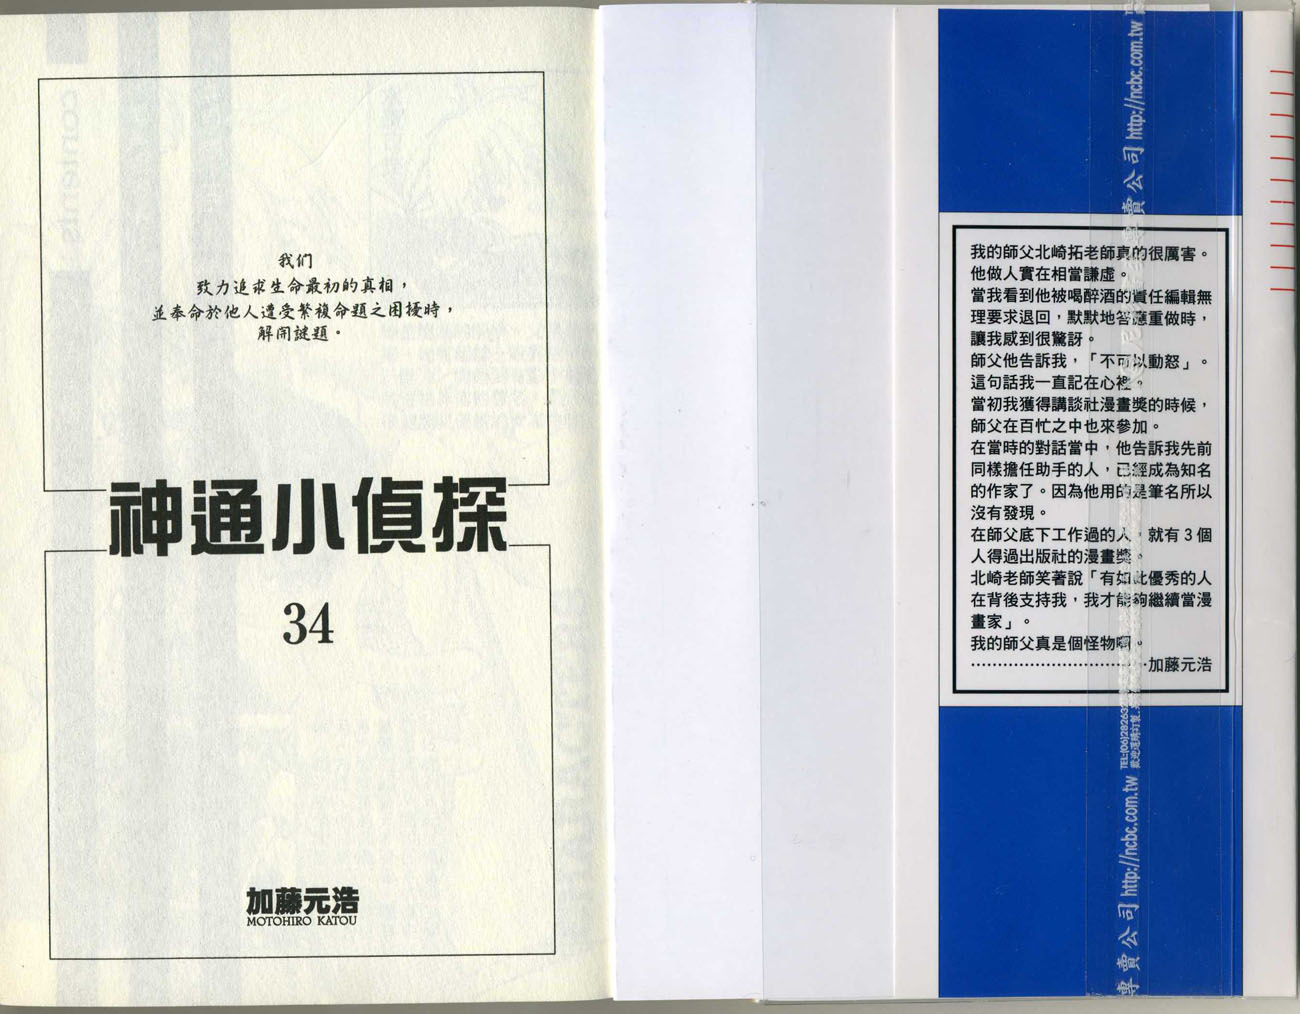 我们
致力追求生命最初的真相，
並奉命於他人遭受繁複命題之困擾時，
解開謎題。
神通小偵探
34
加藤元浩
MOTOHIRO KATOU
contents
我的師父北崎拓老師真的很厲害。
他做人實在相當謙虛。
當我看到他被喝醉酒的責任編輯無
理要求退回，默默地答應重做時，
讓我感到很驚訝。
師父他告訴我，「不可以動怒」。
這句話我一直記在心裡。
當初我獲得講談社漫畫獎的時候，
師父在百忙之中也來參加。
在當時的對話當中，他告訴我先前
同樣擔任助手的人，已經成為知名
的作家了。因為他用的是筆名所以
沒有發現。
在師父底下工作過的人，就有3個
人得過出版社的漫畫獎。
北崎老師笑著說「有如此優秀的人
在背後支持我，我才能夠繼續當漫
畫家」。
我的師父真是個怪物啊。
………………………………加藤元浩
專賣公司 http://ncbc.com.tw
專賣公司 http://ncbc.com.tw